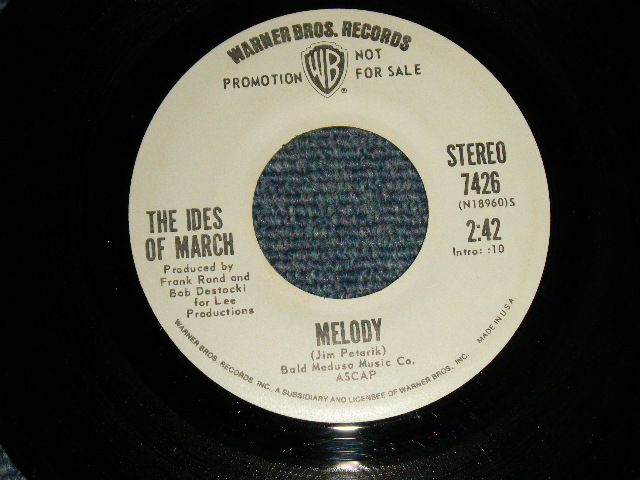 WARNER BROS. RECORDS
PROMOTION NOT FOR SALE
WB
®
STEREO
7426
(N18960)S
2:42
Intro: :10
THE IDES
OF MARCH
Produced by
Frank Rand and
Bob Destocki
for Lee
Productions
MELODY
(Jim Peterik)
Bald Medusa Music Co.
ASCAP
WARNER BROS. RECORDS INC., A SUBSIDIARY AND LICENSEE OF WARNER BROS., INC.
MADE IN U.S.A.